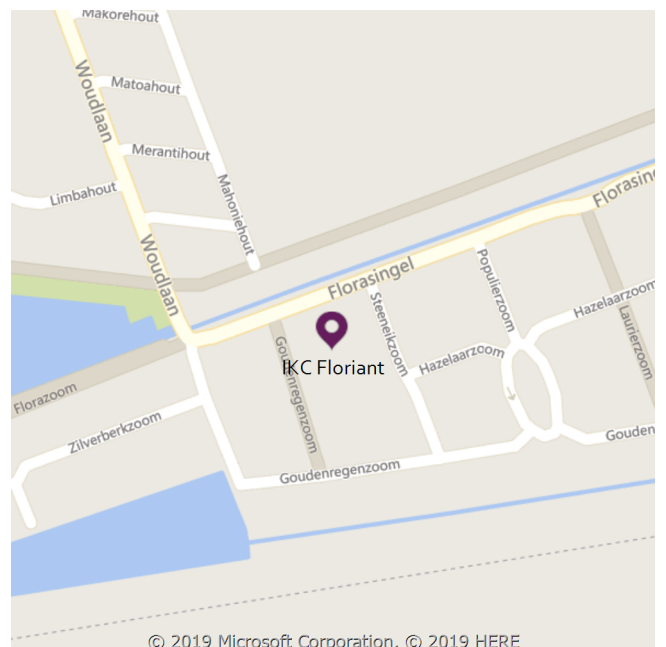 Makorehout
Woudlaan
Matoahout
Merantihout
Mahoniehout
Limbahout
Woudlaan
Florasingel
Florasingel
Populierzoom
Steeneikzoom
Hazelaarzoom
Laurierzoom
Hazelaarzoom
Goudenregenzoom
IKC Floriant
Florazoom
Zilverberkzoom
Gouden
Goudenregenzoom
© 2019 Microsoft Corporation, © 2019 HERE